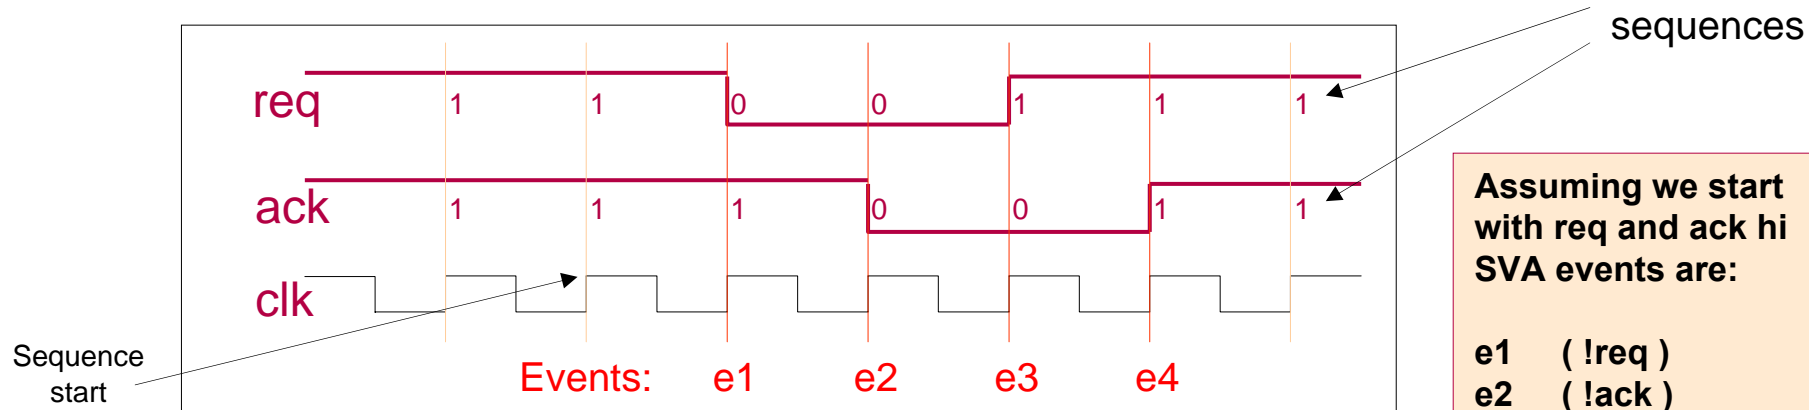 sequences
req 1 1 0 0 1 1 1
ack 1 1 1 0 0 1 1
clk
Sequence
start
Events: e1 e2 e3 e4
Assuming we start
with req and ack hi
SVA events are:
e1 ( !req )
e2 ( !ack )